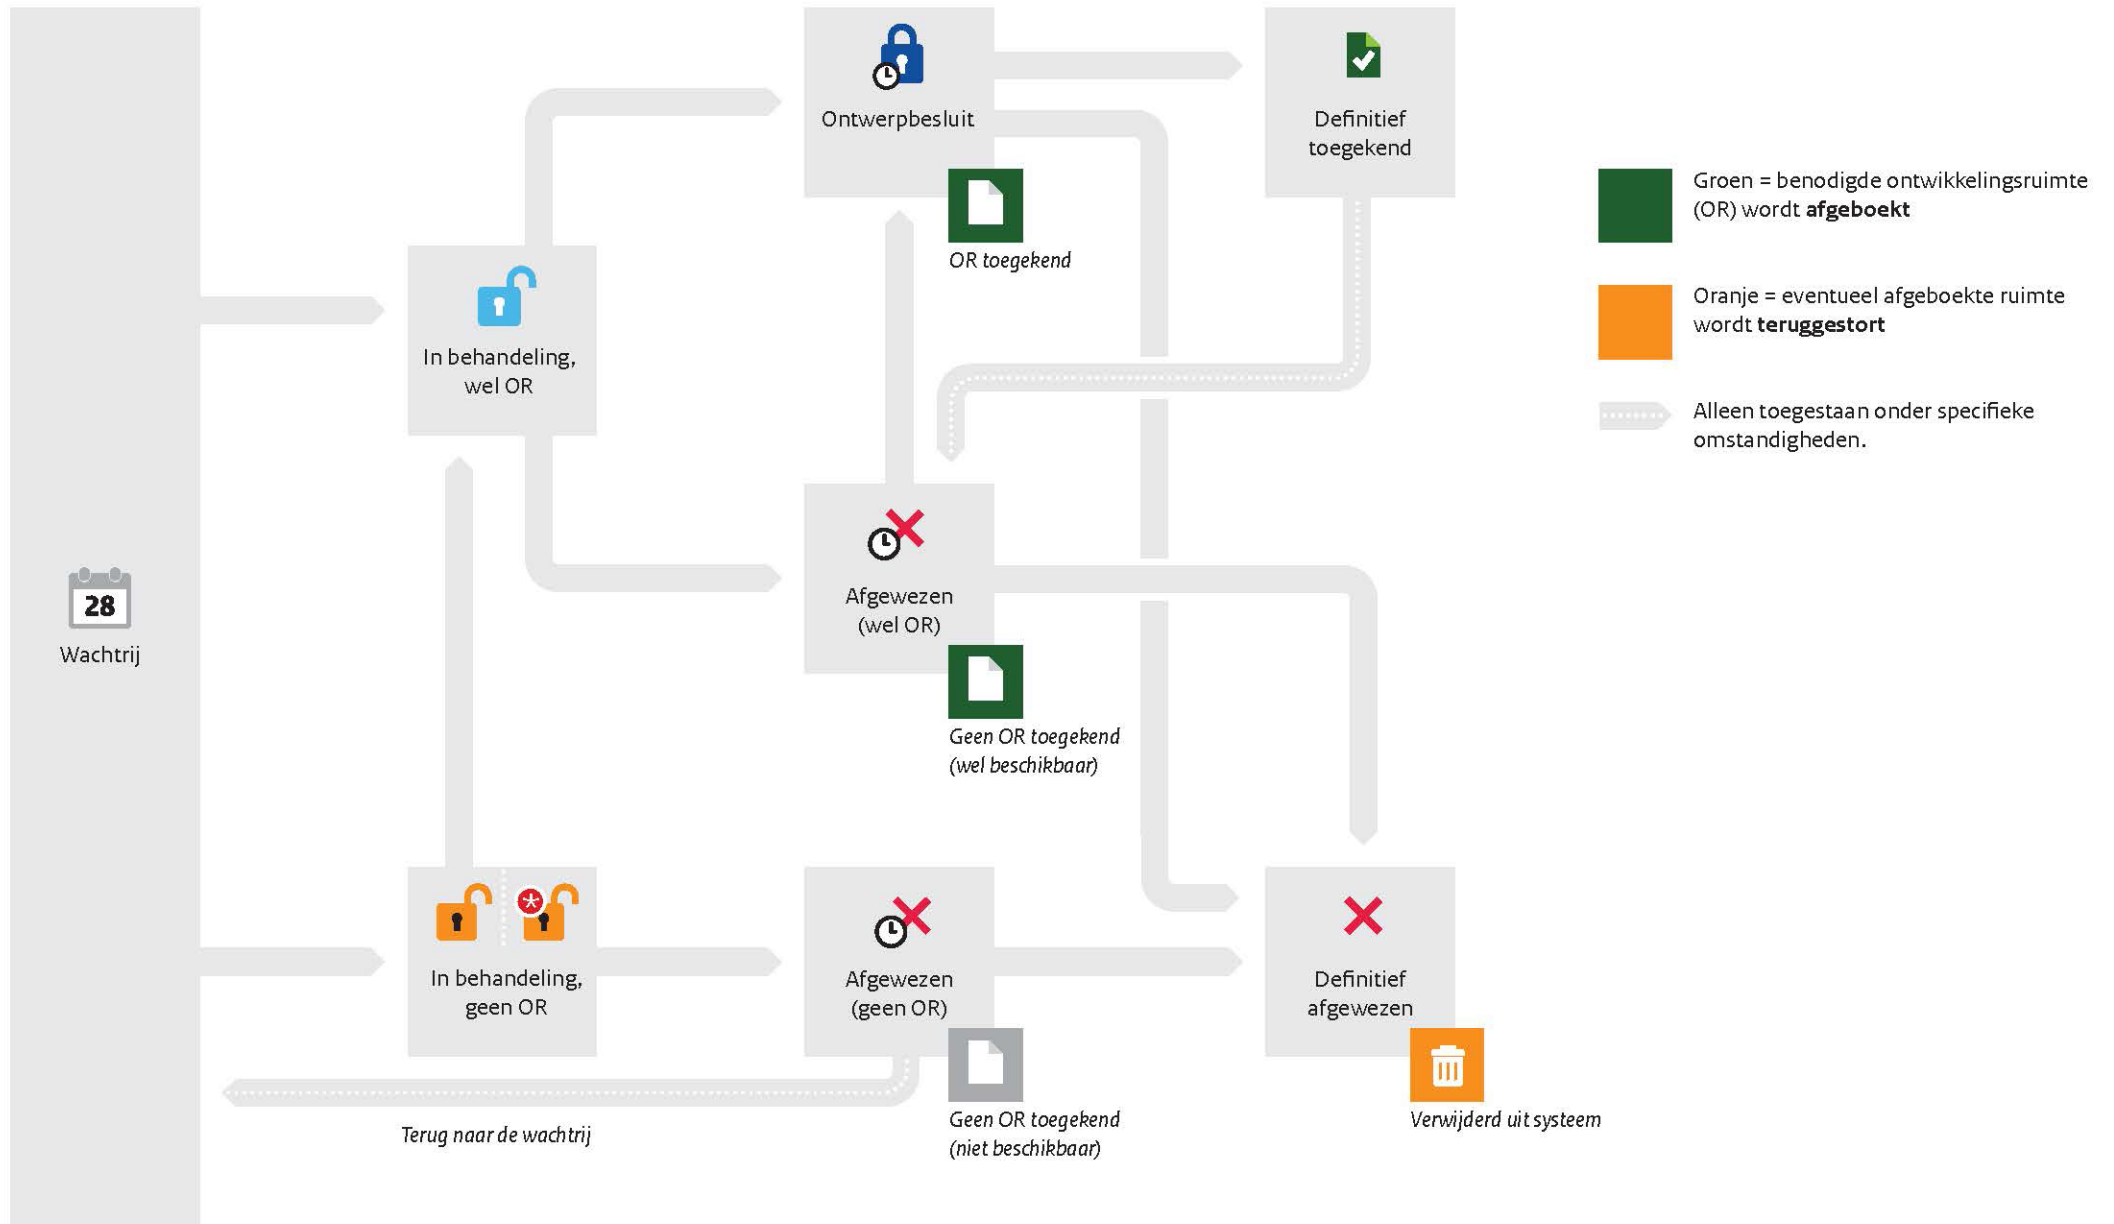 28
Wachtrij
In behandeling,
wel OR
In behandeling,
geen OR
Terug naar de wachtrij
Ontwerpbesluit
OR toegekend
Afgewezen
(wel OR)
Geen OR toegekend
(wel beschikbaar)
Afgewezen
(geen OR)
Geen OR toegekend
(niet beschikbaar)
Definitief
toegekend
Definitief
afgewezen
Verwijderd uit systeem
Groen = benodigde ontwikkelingsruimte
(OR) wordt afgeboekt
Oranje = eventueel afgeboekte ruimte
wordt teruggestort
Alleen toegestaan onder specifieke
omstandigheden.